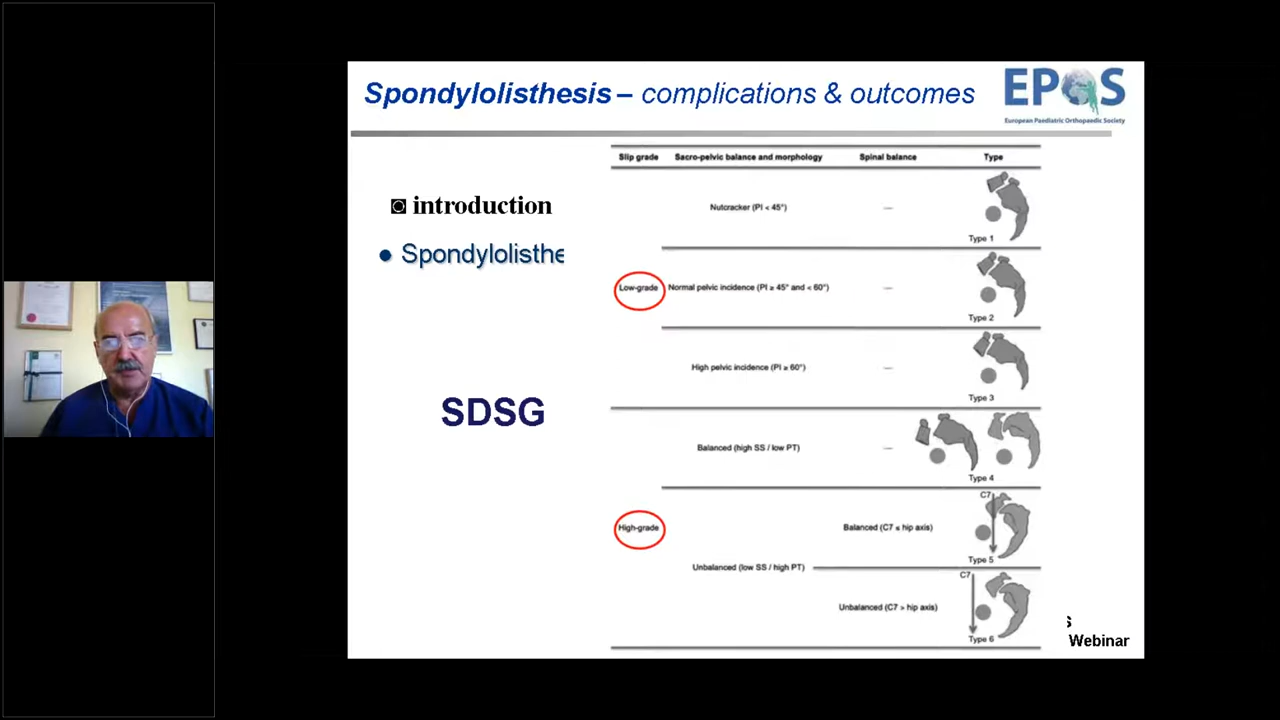 Spondylolisthesis – complications & outcomes
EPOS
European Paediatric Orthopaedic Society
introduction
Spondylolisthe
SDSG
Slip grade Sacro-pelvic balance and morphology Spinal balance Type
Nutcracker (PI < 45°) —
Type 1
Low-grade Normal pelvic incidence (PI ≥ 45° and < 60°) —
Type 2
High pelvic incidence (PI ≥ 60°) —
Type 3
Balanced (high SS / low PT) —
Type 4
C7
High-grade Balanced (C7 ≤ hip axis)
Type 5
Unbalanced (low SS / high PT)
C7
Unbalanced (C7 > hip axis)
Type 6
s
Webinar